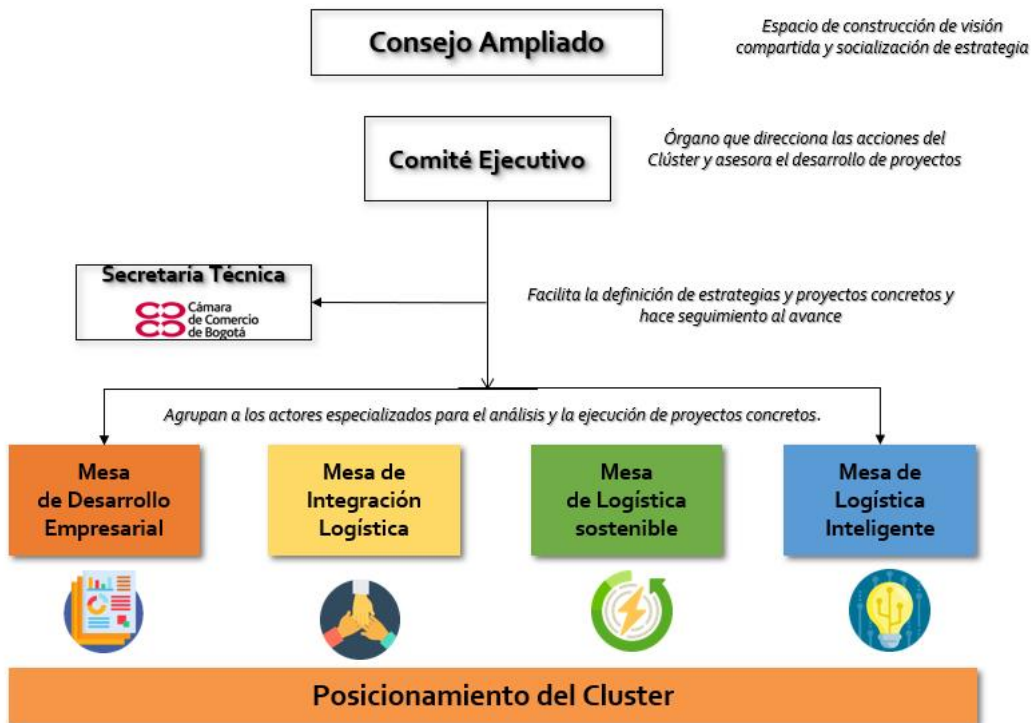 Consejo Ampliado
Espacio de construcción de visión
compartida y socialización de estrategia
Comité Ejecutivo
Órgano que direcciona las acciones del
Clúster y asesora el desarrollo de proyectos
Secretaría Técnica
Cámara
de Comercio
de Bogotá
Facilita la definición de estrategias y proyectos concretos y
hace seguimiento al avance
Agrupan a los actores especializados para el análisis y la ejecución de proyectos concretos.
Mesa
de Desarrollo
Empresarial
Mesa de
Integración
Logística
Mesa
de Logística
sostenible
Mesa de
Logística
Inteligente
Posicionamiento del Cluster